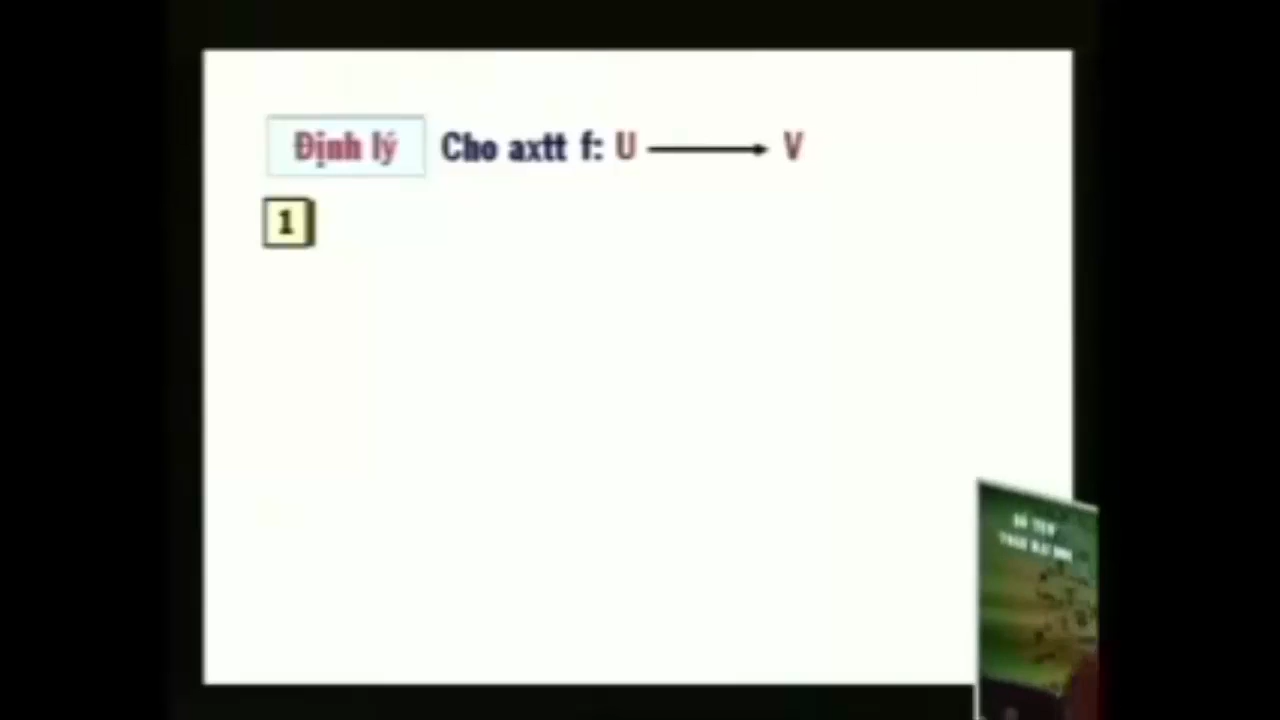 Định lý Cho axtt f: U V
1